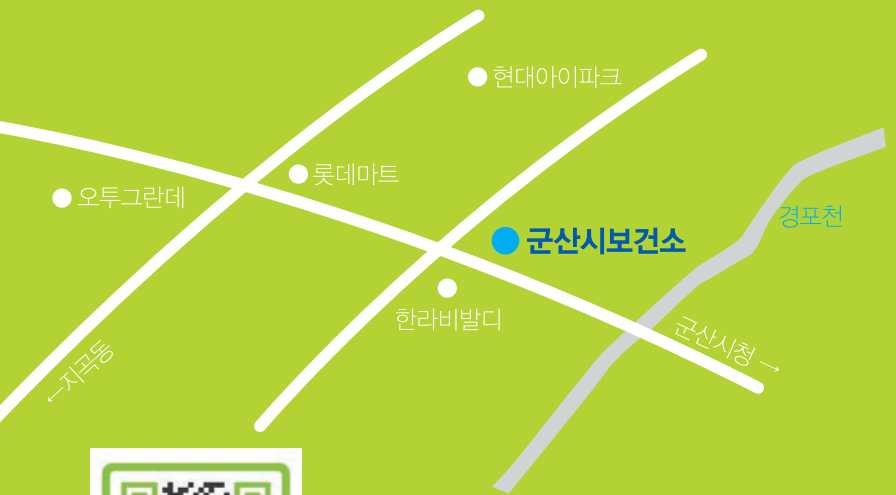 현대아이파크
롯데마트
오투그란데
경포천
군산시보건소
한라비발디
군산시청 →
←지곡동